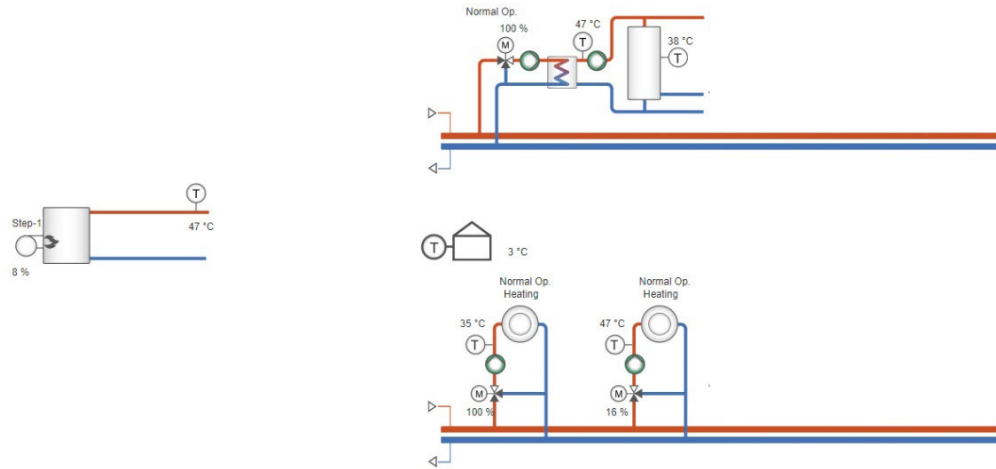 Normal Op.
100 %
47 °C
M
T
38 °C
T
T
Step-1
47 °C
8 %
T
3 °C
Normal Op.
Heating
Normal Op.
Heating
35 °C
47 °C
T
T
M
M
100 %
16 %